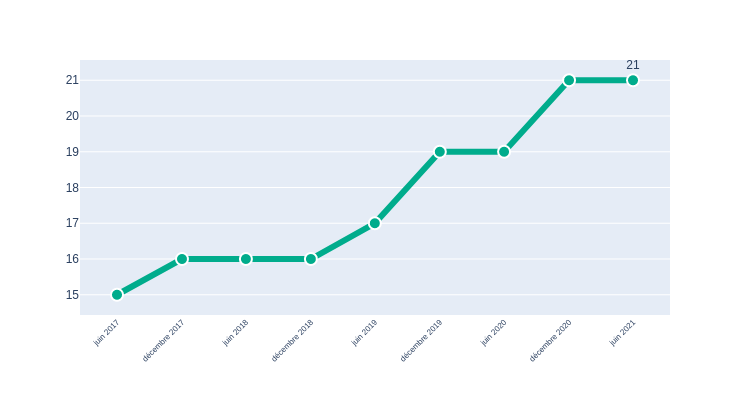 21
21
20
19
18
17
16
15
juin 2017
décembre 2017
juin 2018
décembre 2018
juin 2019
décembre 2019
juin 2020
décembre 2020
juin 2021